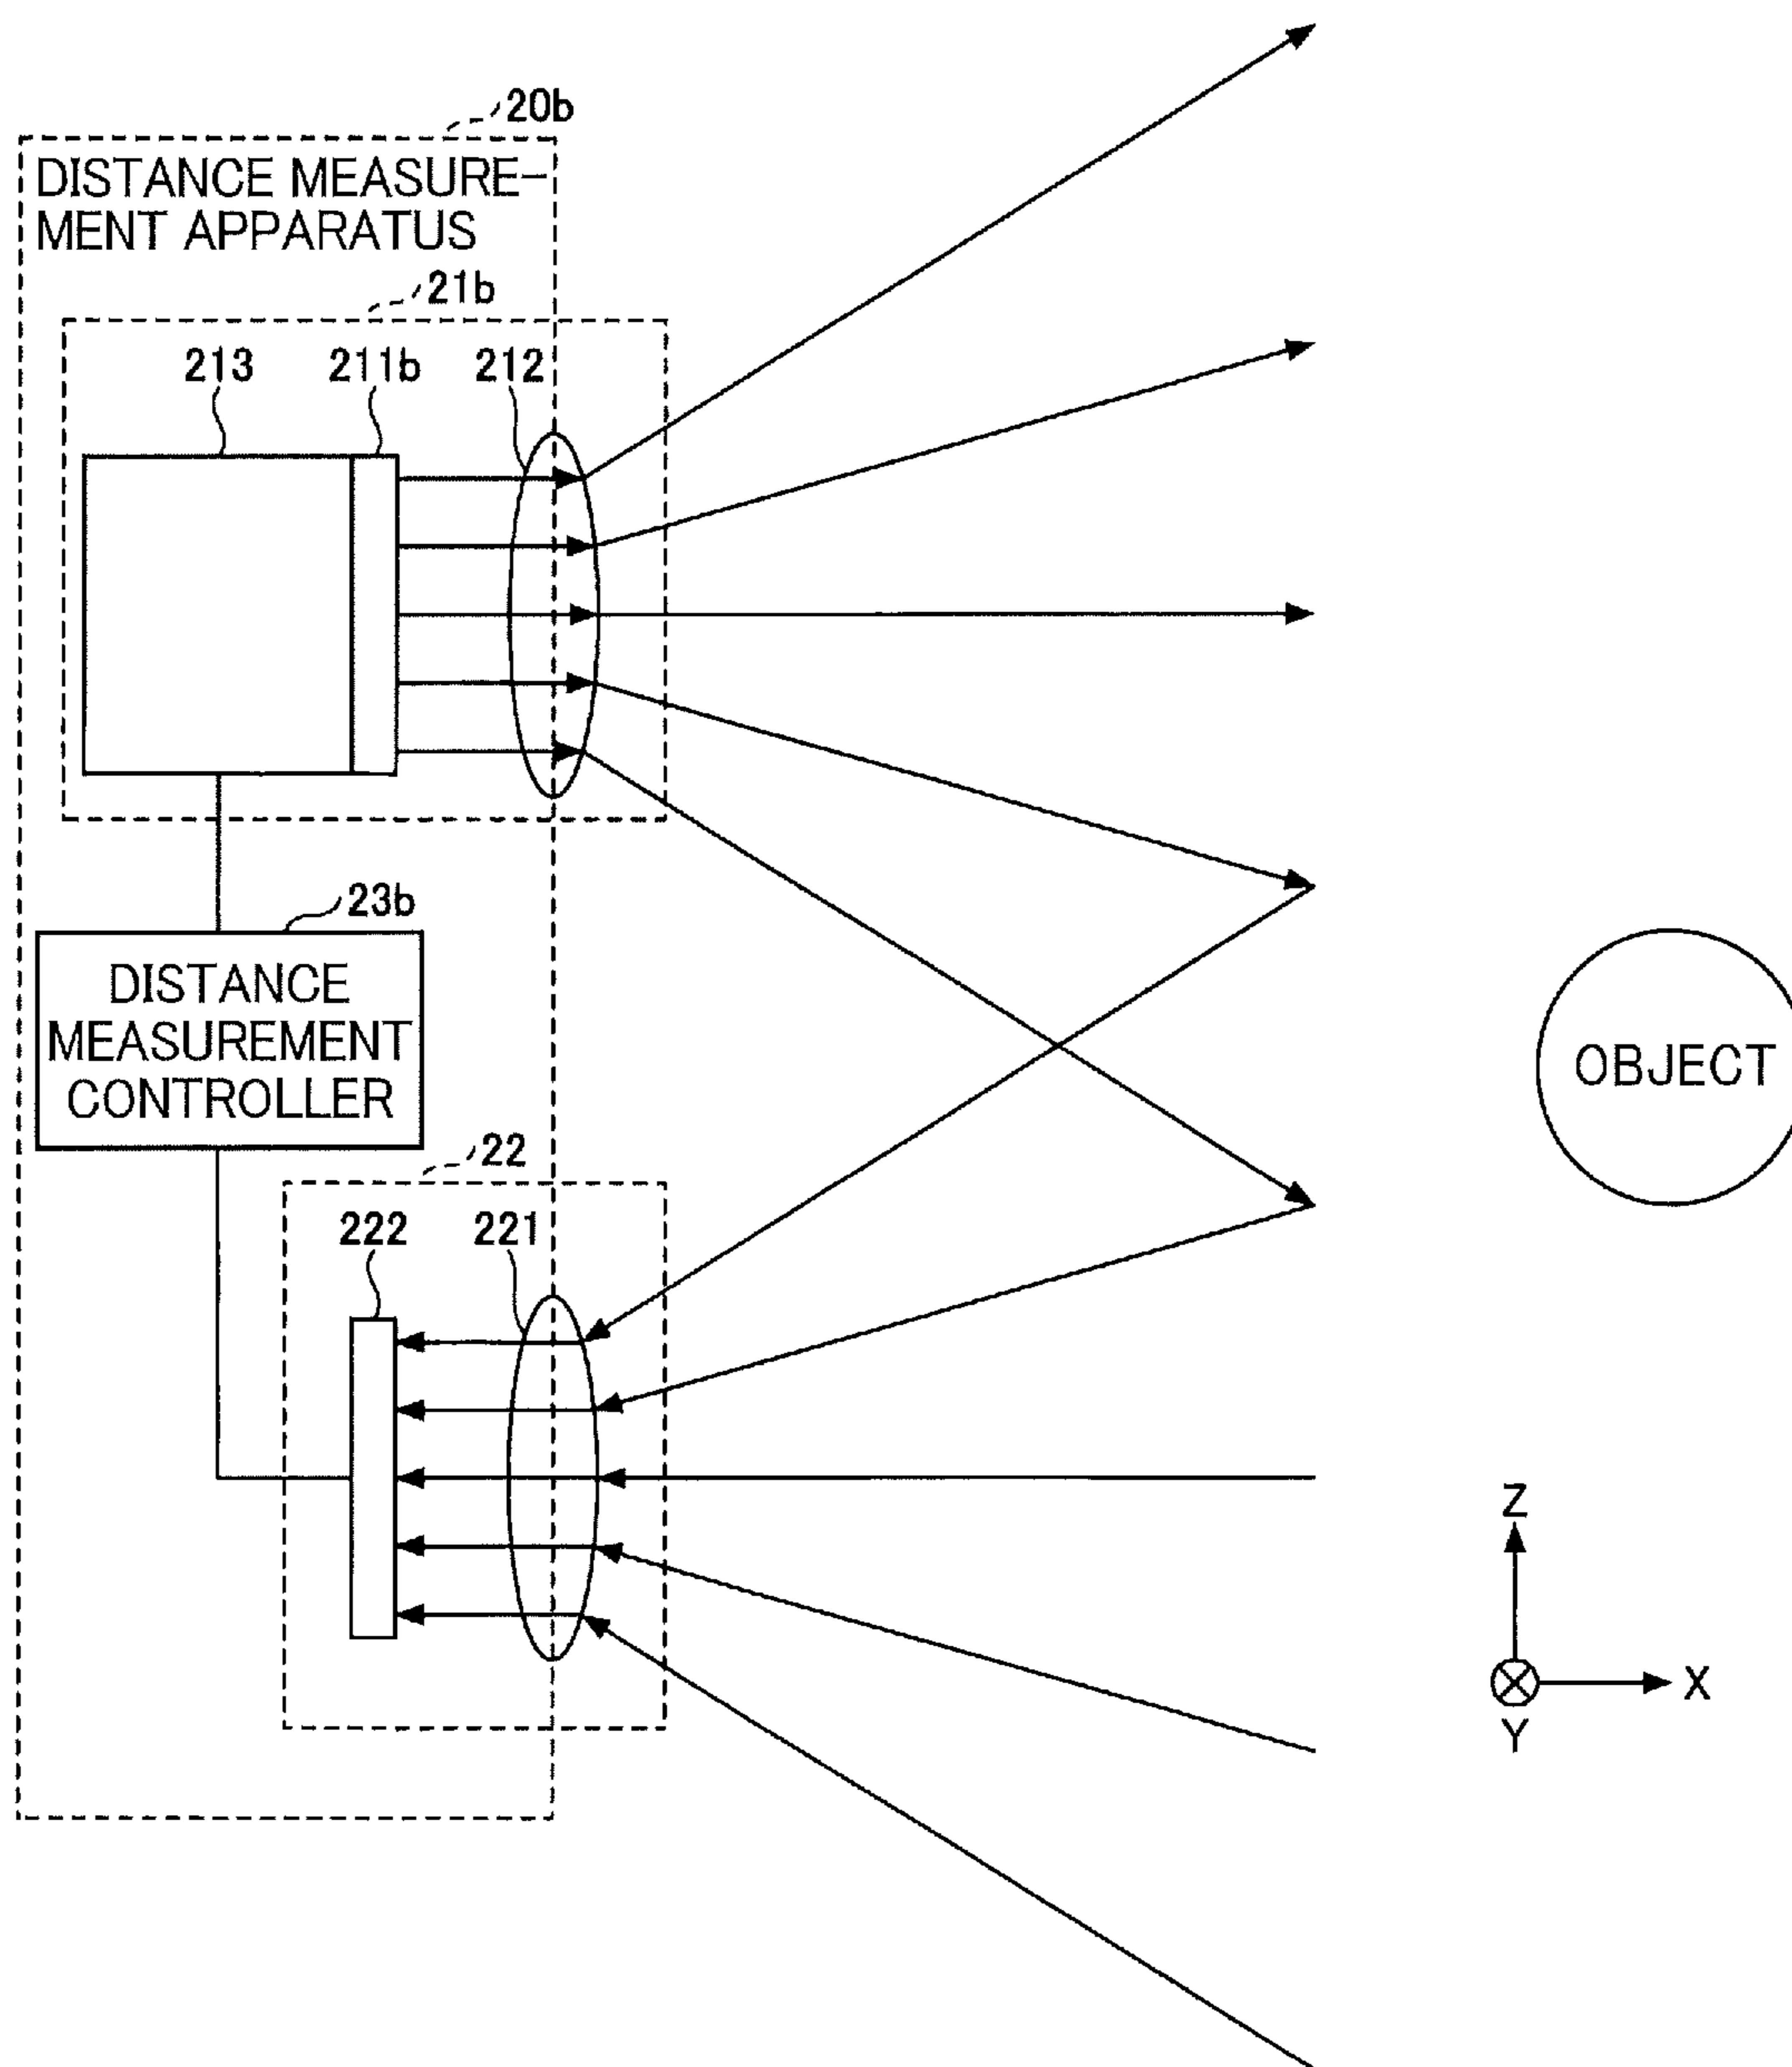 20b
DISTANCE MEASURE-
MENT APPARATUS
21b
213 211b 212
23b
DISTANCE
MEASUREMENT
CONTROLLER
OBJECT
22
222 221
Z
X
Y